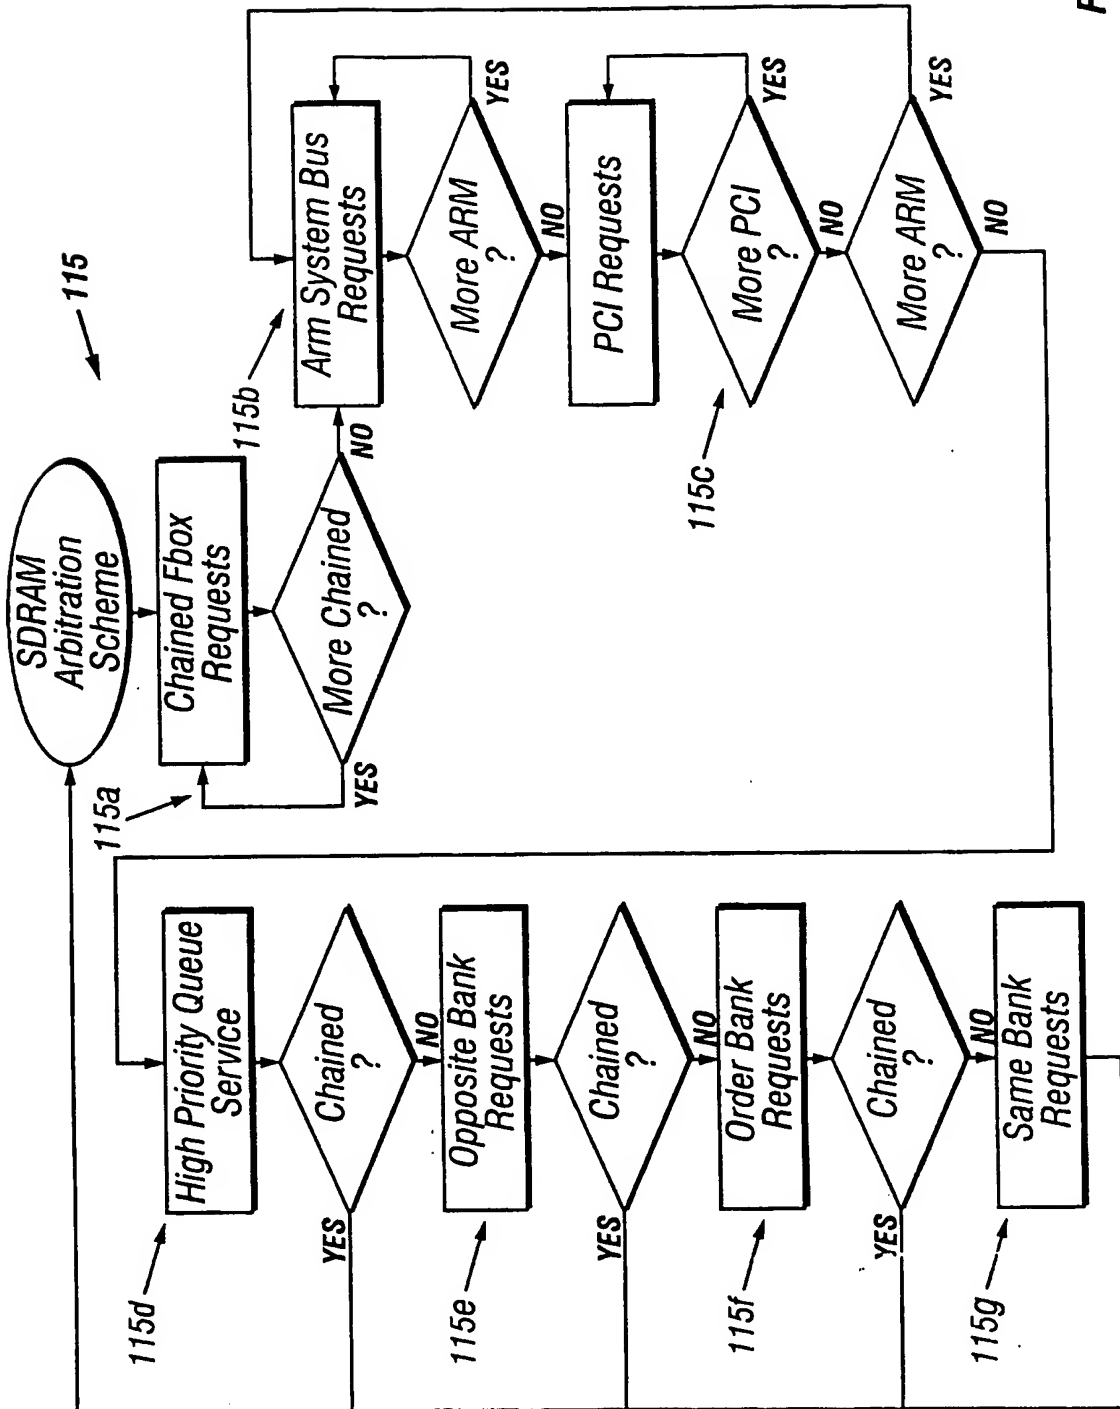 SDRAM
Arbitration
Scheme
115
115a
Chained Fbox
Requests
More Chained
?
YES
NO
115b
Arm System Bus
Requests
More ARM
?
YES
NO
PCI Requests
115c
More PCI
?
YES
NO
More ARM
?
YES
NO
115d
High Priority Queue
Service
Chained
?
YES
NO
115e
Opposite Bank
Requests
Chained
?
YES
NO
115f
Order Bank
Requests
Chained
?
YES
NO
115g
Same Bank
Requests